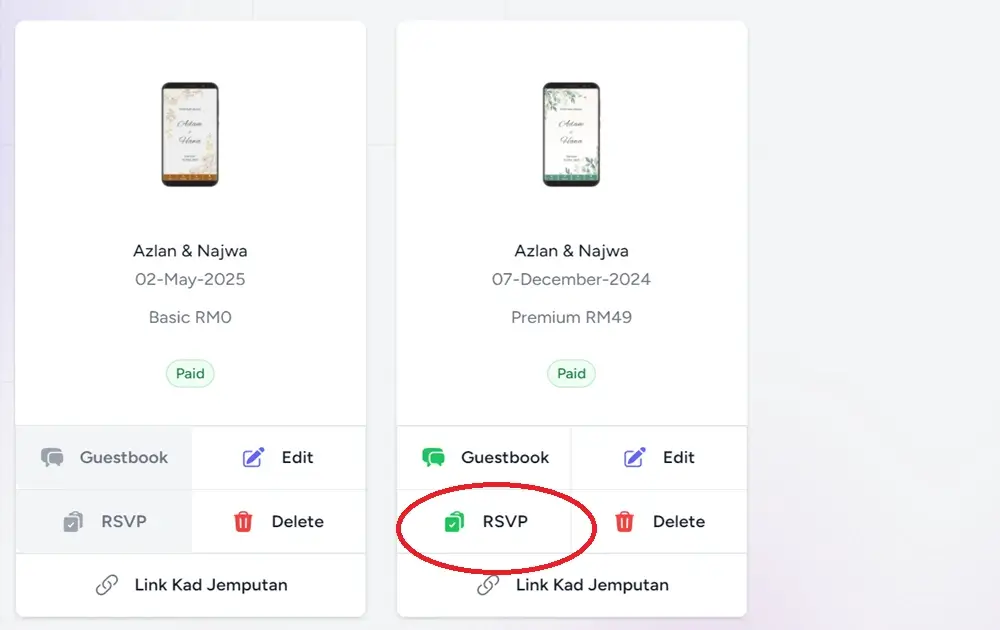 Azlan & Najwa
02-May-2025
Basic RM0
Paid
Guestbook
Edit
RSVP
Delete
Link Kad Jemputan
Azlan & Najwa
07-December-2024
Premium RM49
Paid
Guestbook
Edit
RSVP
Delete
Link Kad Jemputan